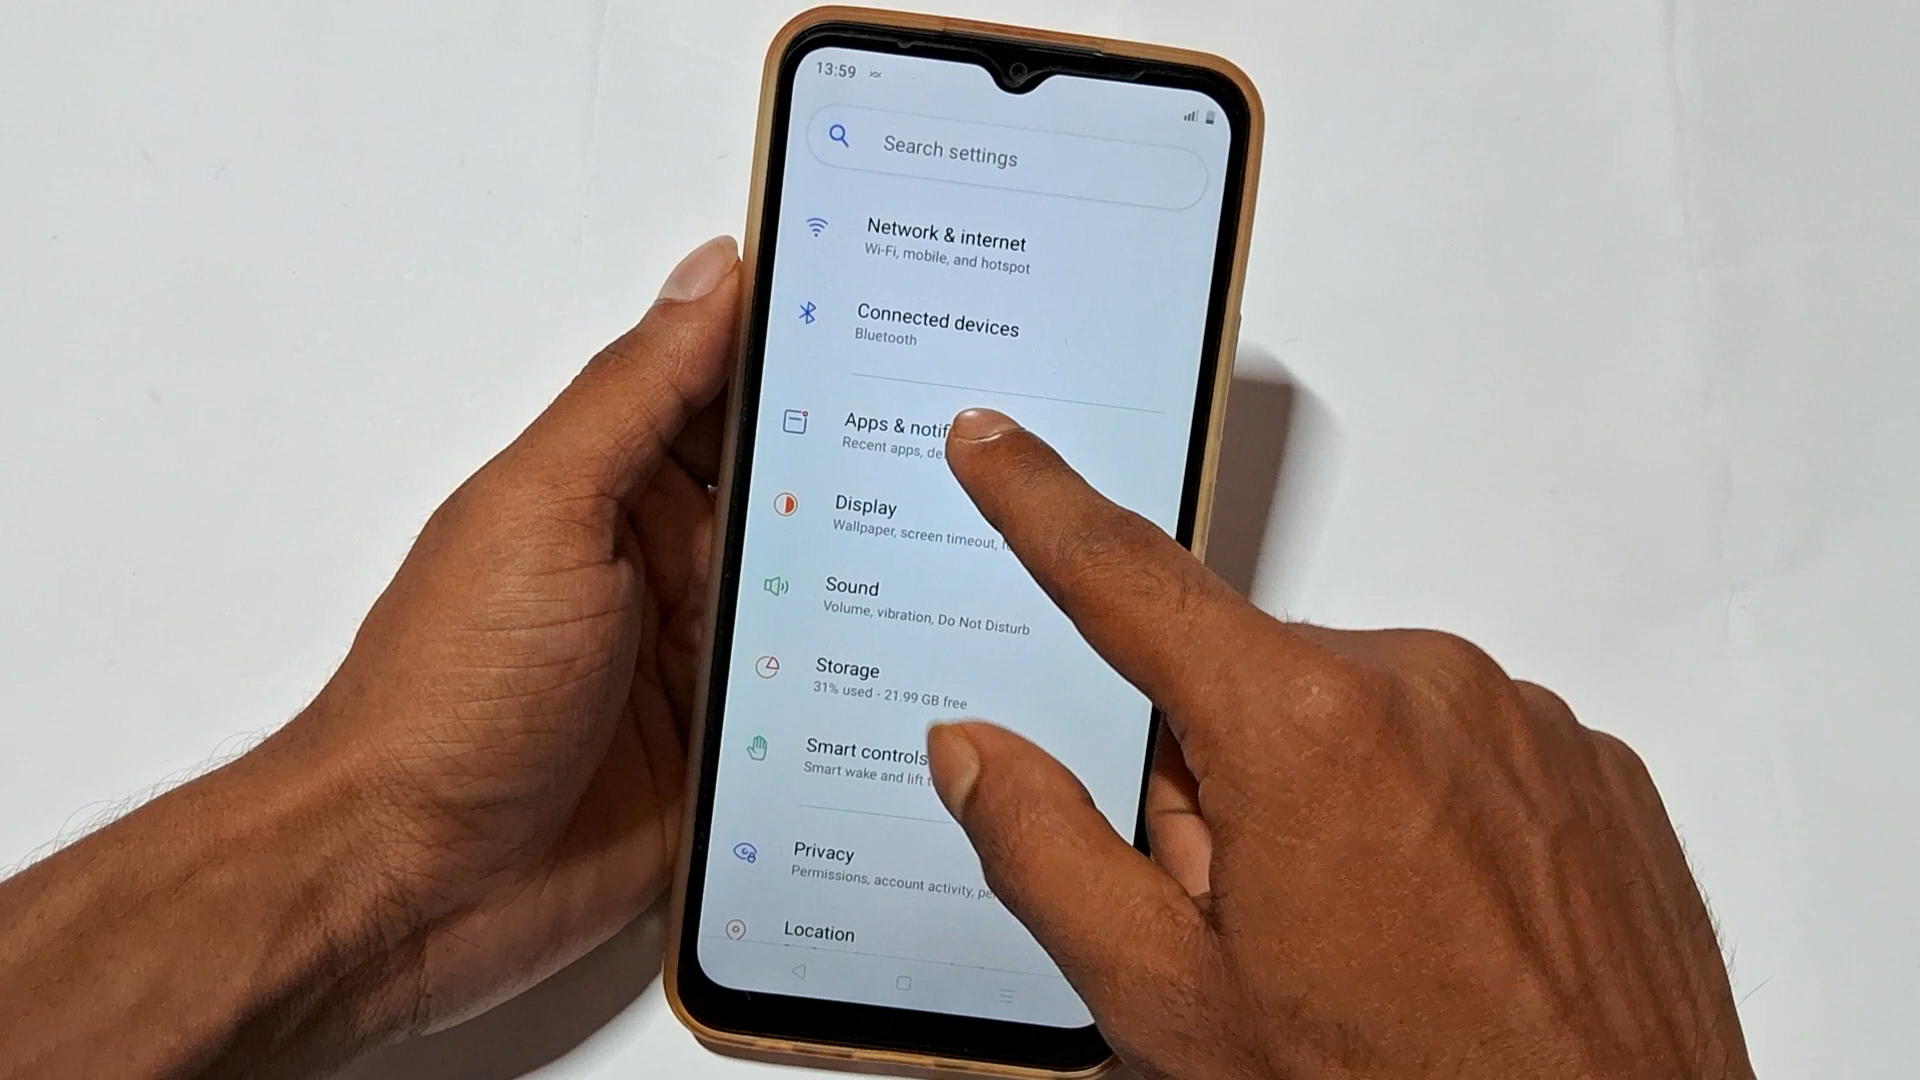 13:59
Search settings
Network & internet
Wi-Fi, mobile, and hotspot
Connected devices
Bluetooth
Apps & notif
Recent apps, de
Display
Wallpaper, screen timeout,
Sound
Volume, vibration, Do Not Disturb
Storage
31% used - 21.99 GB free
Smart controls
Smart wake and lift
Privacy
Permissions, account activity, pe
Location